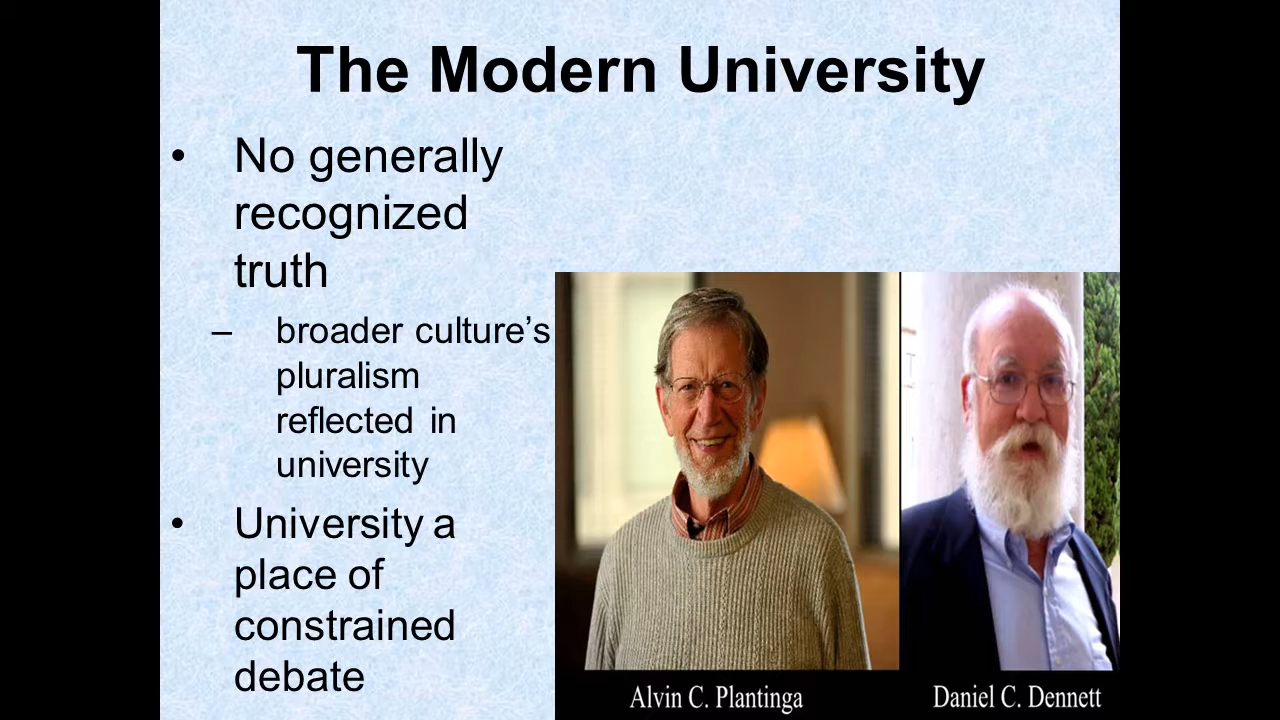 The Modern University
• No generally
recognized
truth
– broader culture’s
pluralism
reflected in
university
• University a
place of
constrained
debate
Alvin C. Plantinga
Daniel C. Dennett